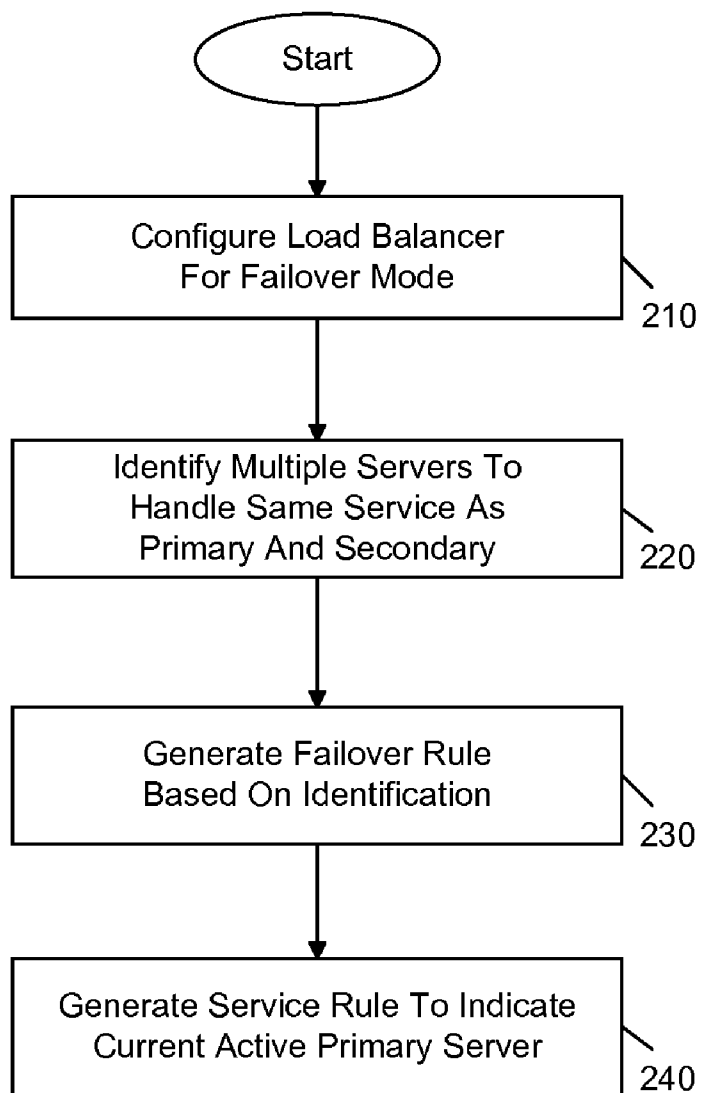 Start
Configure Load Balancer
For Failover Mode
210
Identify Multiple Servers To
Handle Same Service As
Primary And Secondary
220
Generate Failover Rule
Based On Identification
230
Generate Service Rule To Indicate
Current Active Primary Server
240